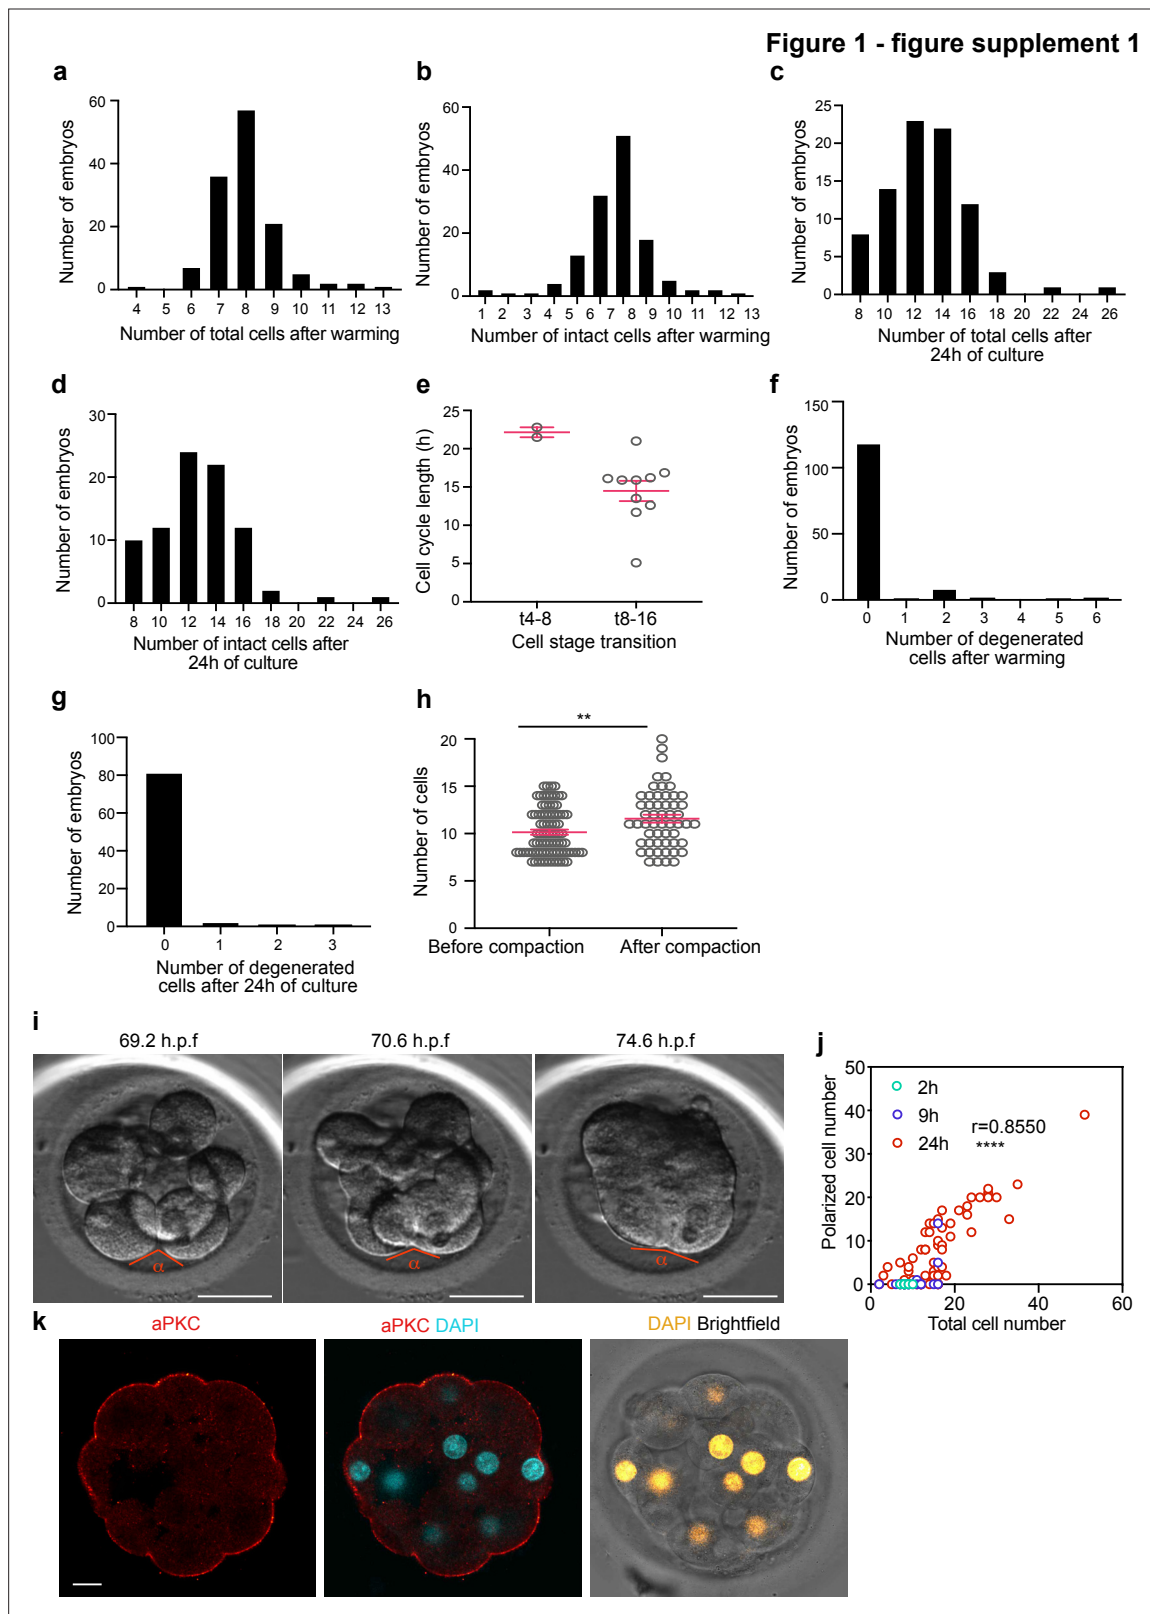 Figure 1 - figure supplement 1
a
Number of embryos
60
40
20
0
4 5 6 7 8 9 10 11 12 13
Number of total cells after warming
b
Number of embryos
60
40
20
0
1 2 3 4 5 6 7 8 9 10 11 12 13
Number of intact cells after warming
c
Number of embryos
25
20
15
10
5
0
8 10 12 14 16 18 20 22 24 26
Number of total cells after
24h of culture
d
Number of embryos
30
20
10
0
8 10 12 14 16 18 20 22 24 26
Number of intact cells after
24h of culture
e
Cell cycle length (h)
25
20
15
10
5
0
t4-8 t8-16
Cell stage transition
f
Number of embryos
150
100
50
0
0 1 2 3 4 5 6
Number of degenerated
cells after warming
g
Number of embryos
100
80
60
40
20
0
0 1 2 3
Number of degenerated
cells after 24h of culture
h
**
Number of cells
20
15
10
5
0
Before compaction After compaction
i
69.2 h.p.f 70.6 h.p.f 74.6 h.p.f
α α α
j
Polarized cell number
50
40
30
20
10
0
2h
9h
24h
r=0.8550
****
0 20 40 60
Total cell number
k
aPKC
aPKC DAPI
DAPI Brightfield